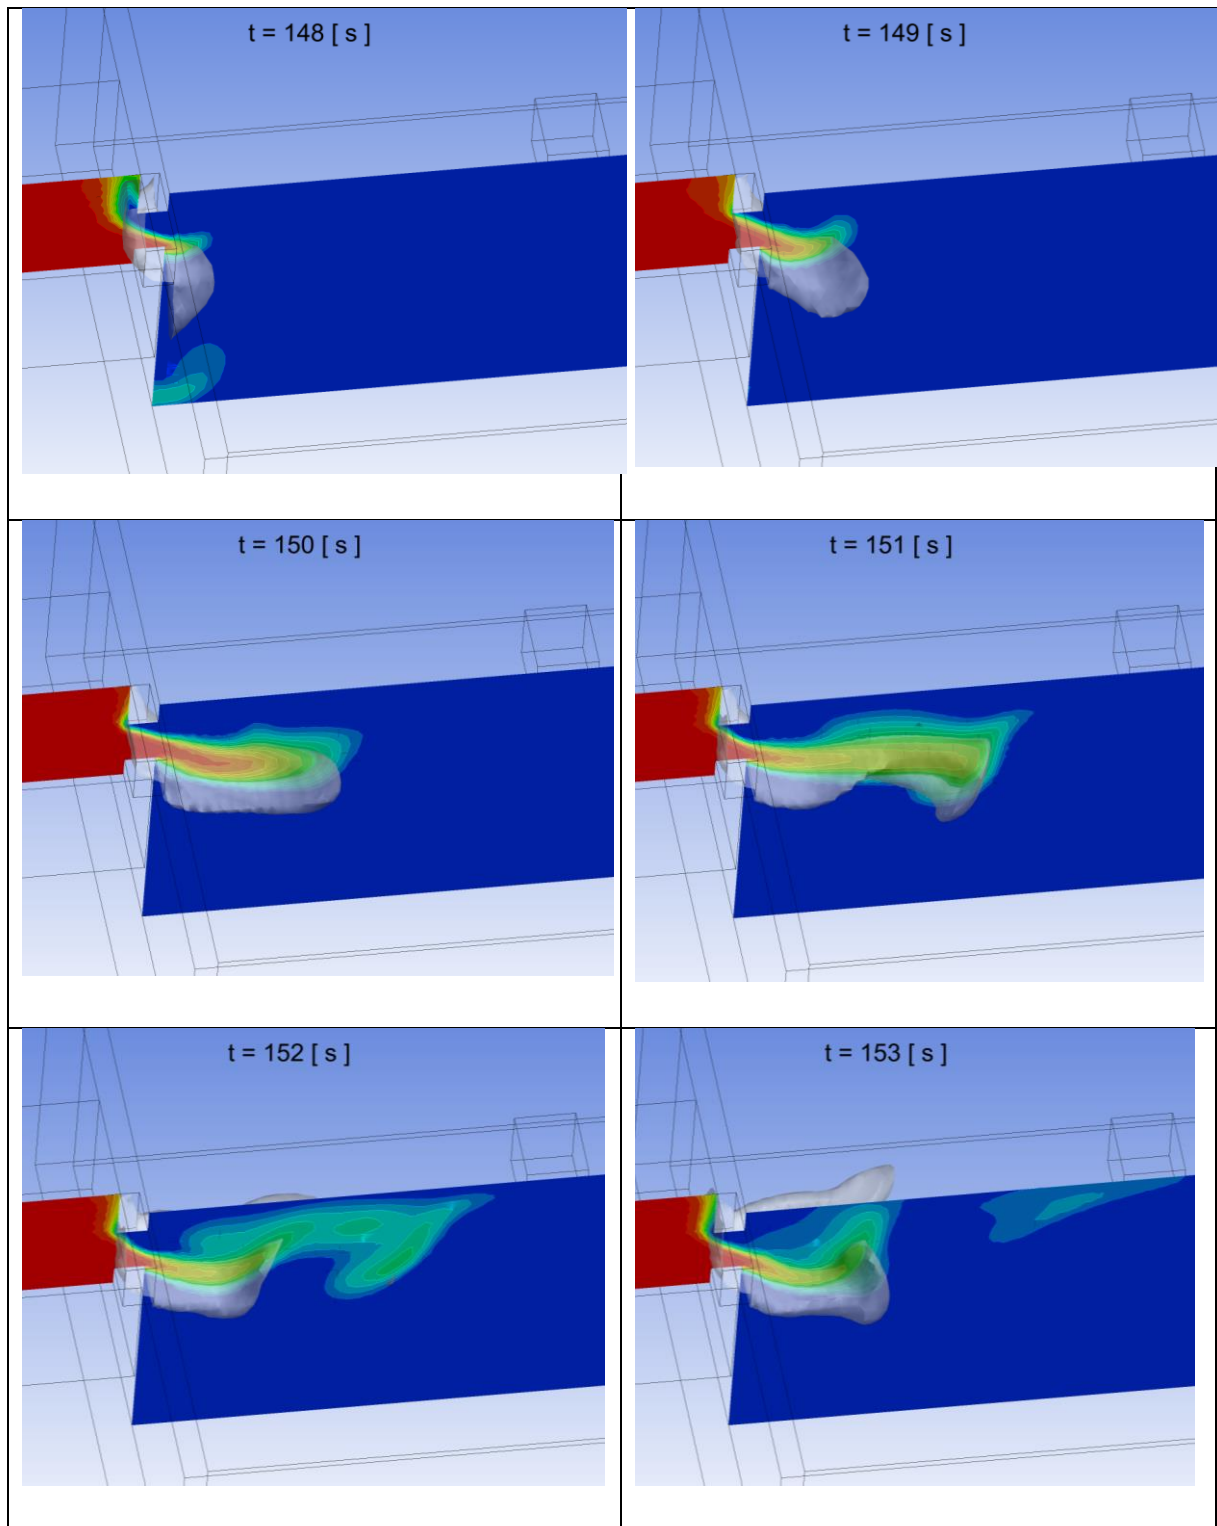 t = 148 [ s ]
t = 149 [ s ]
t = 150 [ s ]
t = 151 [ s ]
t = 152 [ s ]
t = 153 [ s ]